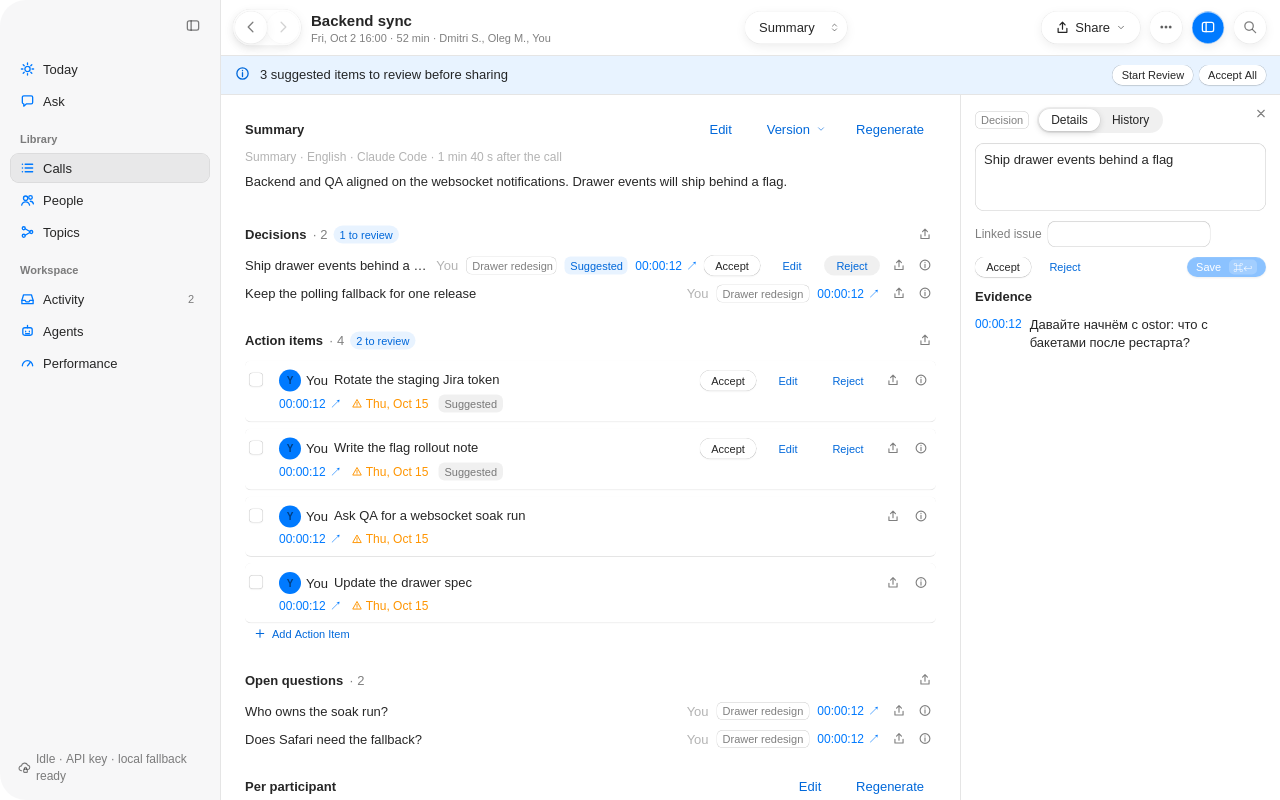 Backend sync
Fri, Oct 2 16:00 · 52 min · Dmitri S., Oleg M., You
Summary
Share
3 suggested items to review before sharing
Start Review
Accept All
Today
Ask
Library
Calls
People
Topics
Workspace
Activity 2
Agents
Performance
Idle · API key · local fallback
ready
Summary
Edit Version Regenerate
Summary · English · Claude Code · 1 min 40 s after the call
Backend and QA aligned on the websocket notifications. Drawer events will ship behind a flag.
Decisions · 2 1 to review
Ship drawer events behind a … You Drawer redesign Suggested 00:00:12 Accept Edit Reject
Keep the polling fallback for one release You Drawer redesign 00:00:12
Action items · 4 2 to review
Y You Rotate the staging Jira token Accept Edit Reject
00:00:12 Thu, Oct 15 Suggested
Y You Write the flag rollout note Accept Edit Reject
00:00:12 Thu, Oct 15 Suggested
Y You Ask QA for a websocket soak run
00:00:12 Thu, Oct 15
Y You Update the drawer spec
00:00:12 Thu, Oct 15
Add Action Item
Open questions · 2
Who owns the soak run? You Drawer redesign 00:00:12
Does Safari need the fallback? You Drawer redesign 00:00:12
Per participant Edit Regenerate
Decision Details History
Ship drawer events behind a flag
Linked issue
Accept Reject Save ⌘↩
Evidence
00:00:12 Давайте начнём с ostor: что с
бакетами после рестарта?